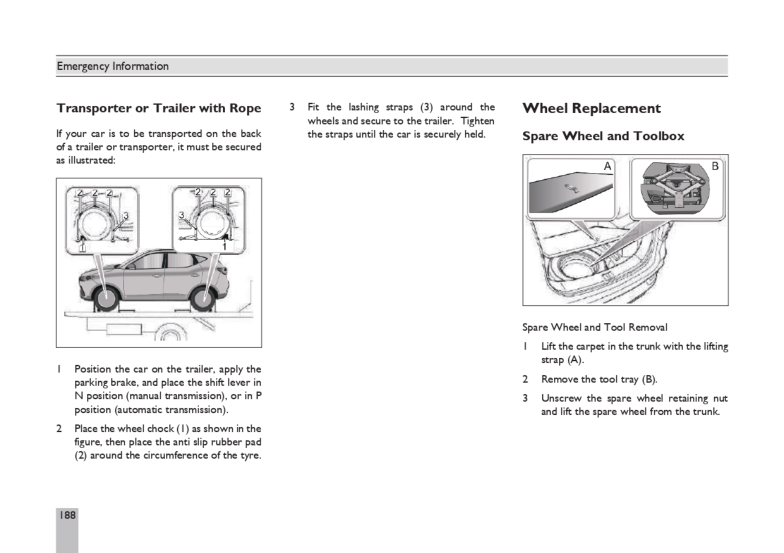 Emergency Information
Transporter or Trailer with Rope
If your car is to be transported on the back
of a trailer or transporter, it must be secured
as illustrated:
2 2 2
3
1
2 2 2
3
1
1 Position the car on the trailer, apply the
parking brake, and place the shift lever in
N position (manual transmission), or in P
position (automatic transmission).
2 Place the wheel chock (1) as shown in the
figure, then place the anti slip rubber pad
(2) around the circumference of the tyre.
3 Fit the lashing straps (3) around the
wheels and secure to the trailer. Tighten
the straps until the car is securely held.
Wheel Replacement
Spare Wheel and Toolbox
A
B
Spare Wheel and Tool Removal
1 Lift the carpet in the trunk with the lifting
strap (A).
2 Remove the tool tray (B).
3 Unscrew the spare wheel retaining nut
and lift the spare wheel from the trunk.
188